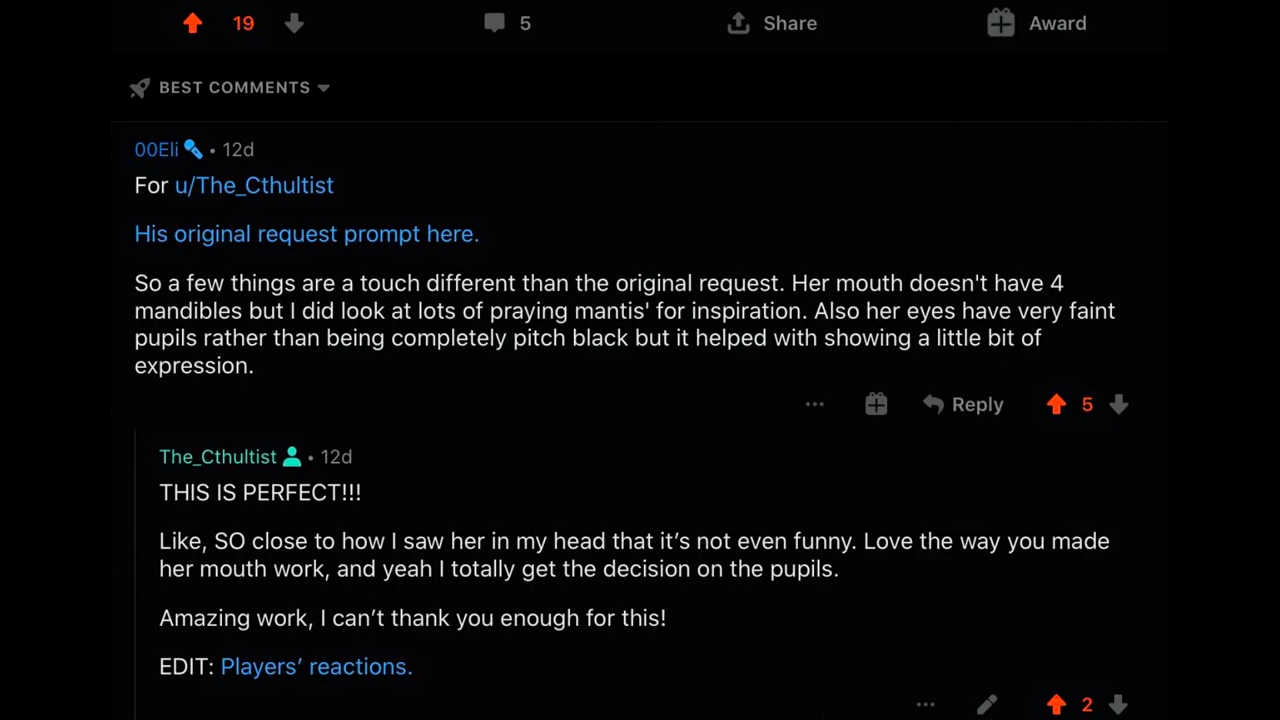 19 5 Share Award
BEST COMMENTS
00Eli • 12d
For u/The_Cthultist
His original request prompt here.
So a few things are a touch different than the original request. Her mouth doesn't have 4
mandibles but I did look at lots of praying mantis' for inspiration. Also her eyes have very faint
pupils rather than being completely pitch black but it helped with showing a little bit of
expression.
... Reply 5
The_Cthultist • 12d
THIS IS PERFECT!!!
Like, SO close to how I saw her in my head that it’s not even funny. Love the way you made
her mouth work, and yeah I totally get the decision on the pupils.
Amazing work, I can’t thank you enough for this!
EDIT: Players’ reactions.
... 2